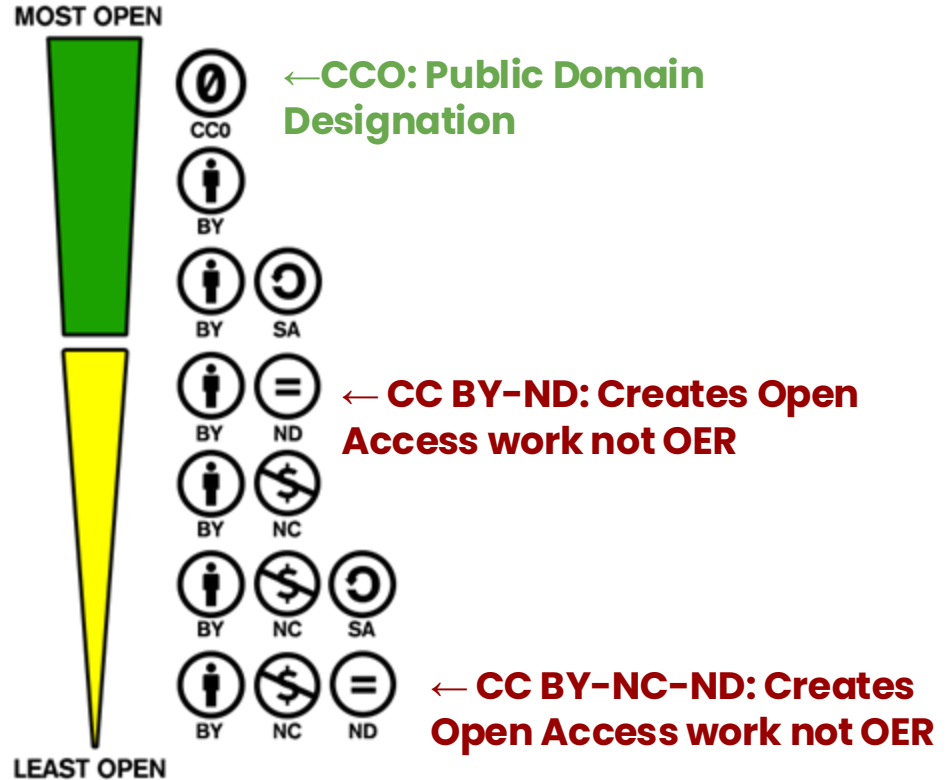 MOST OPEN
0
←CCO: Public Domain
Designation
CC0
BY
BY SA
← CC BY-ND: Creates Open
Access work not OER
= 
BY ND
$
BY NC
$
BY NC SA
← CC BY-NC-ND: Creates
Open Access work not OER
$ =
BY NC ND
LEAST OPEN